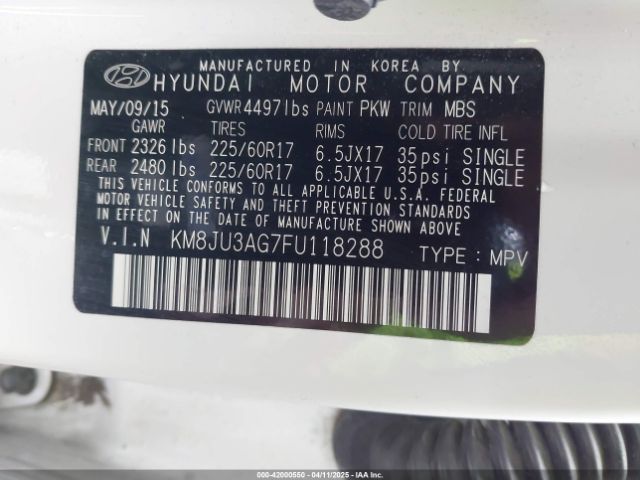 MANUFACTURED IN KOREA BY
HYUNDAI MOTOR COMPANY
MAY/09/15 GVWR 4497lbs PAINT PKW TRIM MBS
GAWR TIRES RIMS COLD TIRE INFL
FRONT 2326 lbs 225/60R17 6.5JX17 35psi SINGLE
REAR 2480 lbs 225/60R17 6.5JX17 35psi SINGLE
THIS VEHICLE CONFORMS TO ALL APPLICABLE U.S.A. FEDERAL
MOTOR VEHICLE SAFETY AND THEFT PREVENTION STANDARDS
IN EFFECT ON THE DATE OF MANUFACTURE SHOWN ABOVE.
V.I.N KM8JU3AG7FU118288 TYPE : MPV
000-42000550 - 04/11/2025 - IAA Inc.